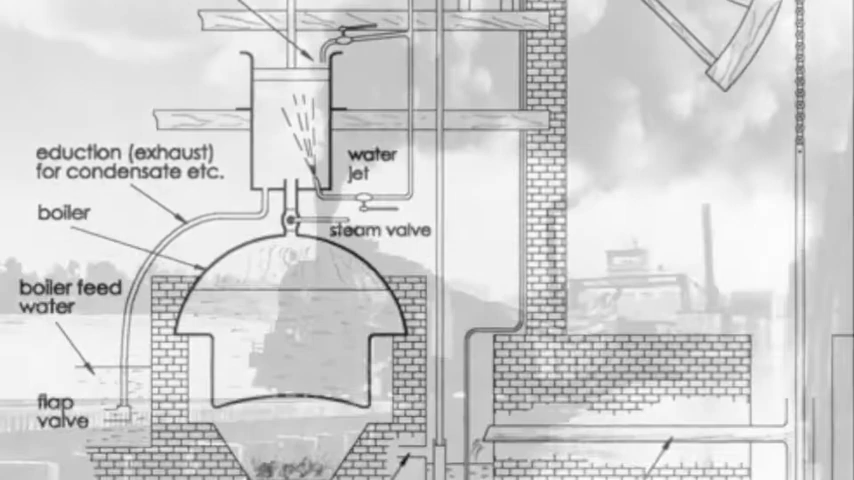 eduction (exhaust)
for condensate etc.
water
jet
boiler
steam valve
boiler feed
water
flap
valve